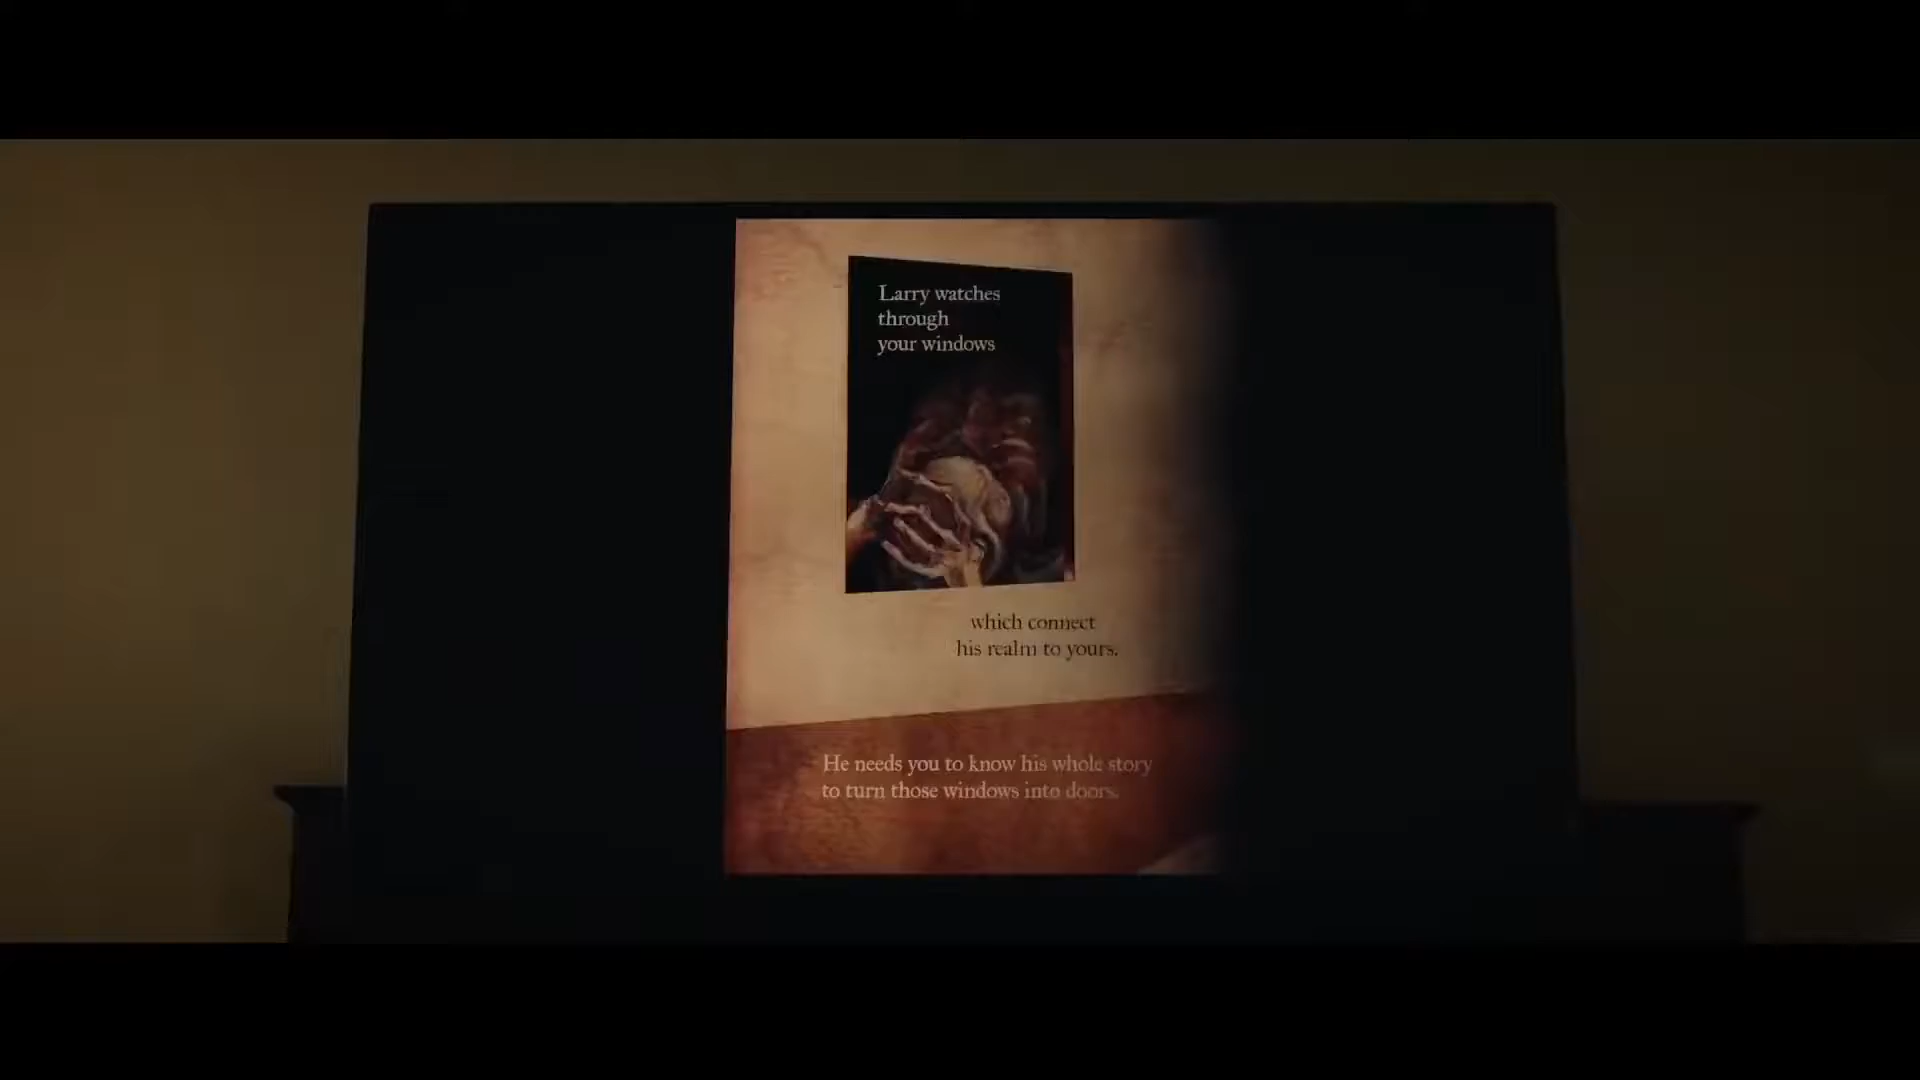 Larry watches
through
your windows
which connect
his realm to yours.
He needs you to know his whole story
to turn those windows into doors.